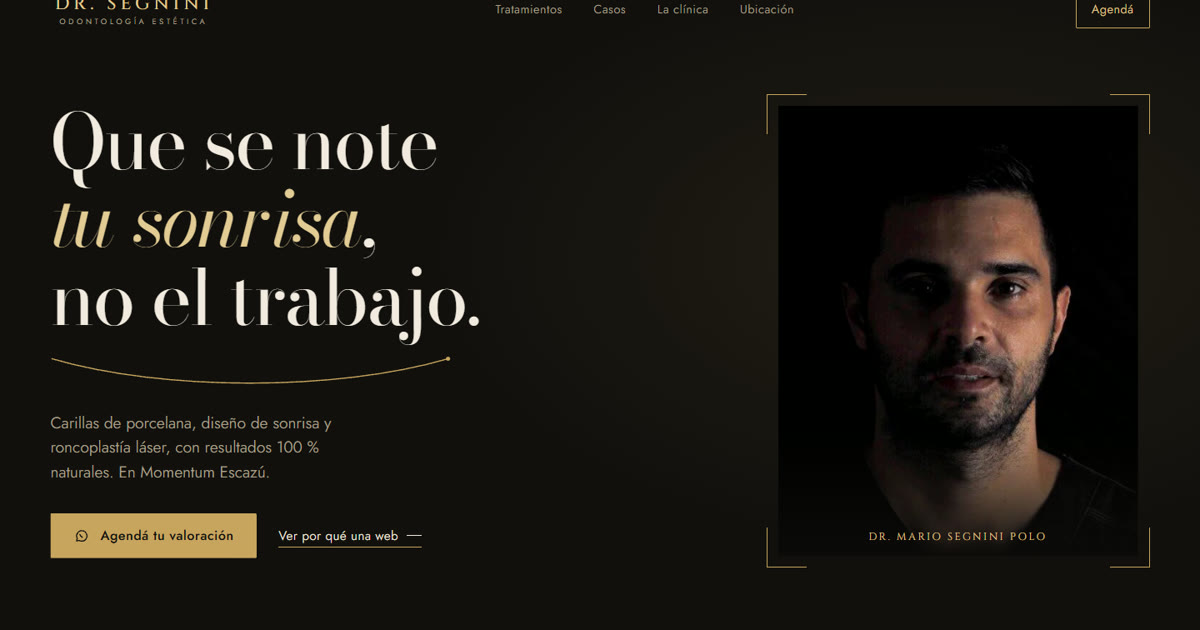 DR. SEGNINI
ODONTOLOGÍA ESTÉTICA
Tratamientos
Casos
La clínica
Ubicación
Agendá
Que se note
tu sonrisa,
no el trabajo.
Carillas de porcelana, diseño de sonrisa y
roncoplastía láser, con resultados 100 %
naturales. En Momentum Escazú.
Agendá tu valoración
Ver por qué una web
DR. MARIO SEGNINI POLO